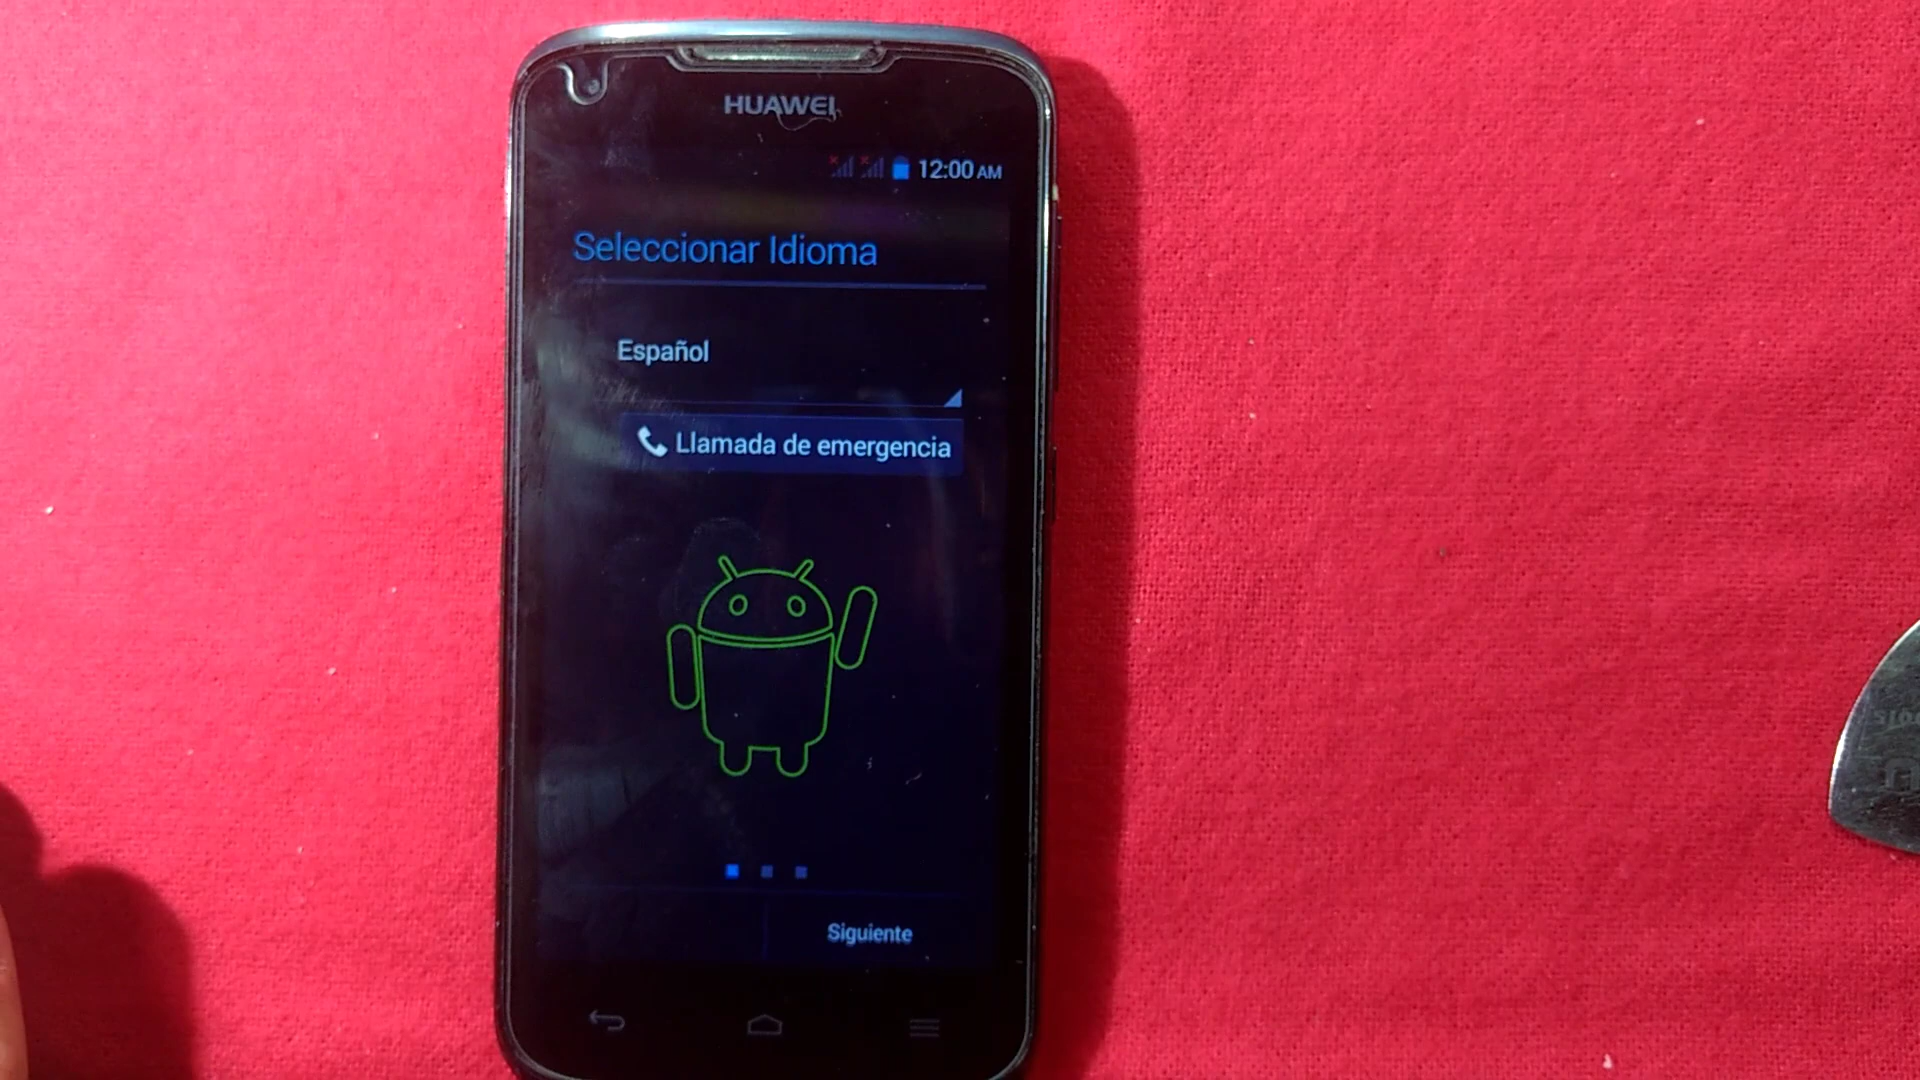 HUAWEI
12:00 AM
Seleccionar Idioma
Español
Llamada de emergencia
Siguiente